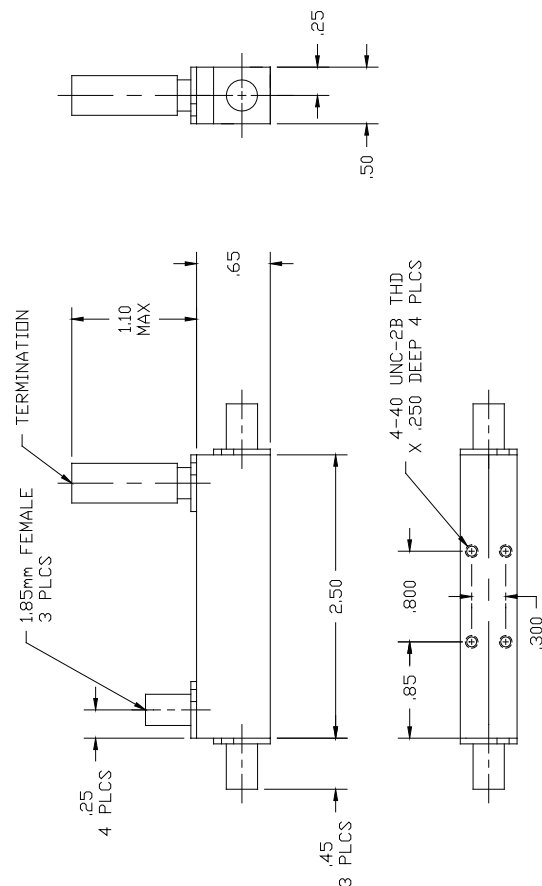 .25
.50
TERMINATION
1.10
MAX
.65
1.85mm FEMALE
3 PLCS
.25
4 PLCS
2.50
.45
3 PLCS
4-40 UNC-2B THD
X .250 DEEP 4 PLCS
.800
.85
.300